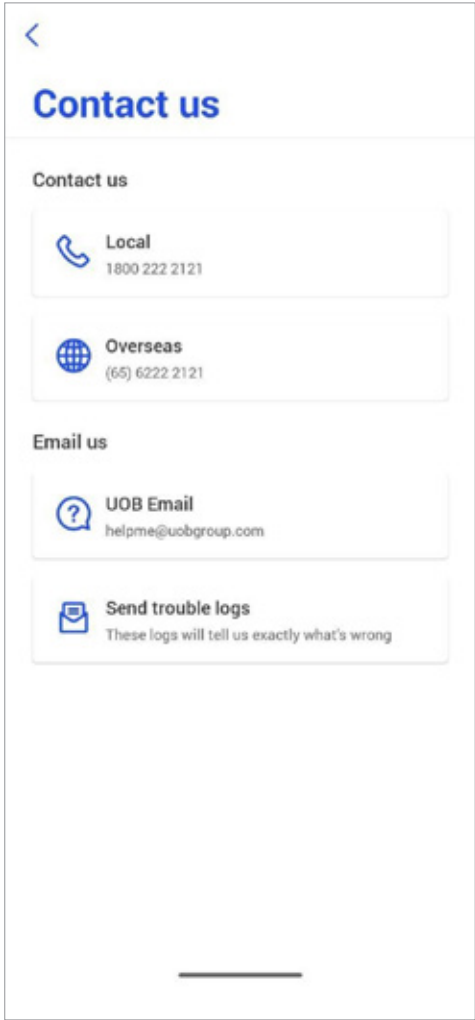 Contact us
Contact us
Local
1800 222 2121
Overseas
(65) 6222 2121
Email us
UOB Email
helpme@uobgroup.com
Send trouble logs
These logs will tell us exactly what's wrong